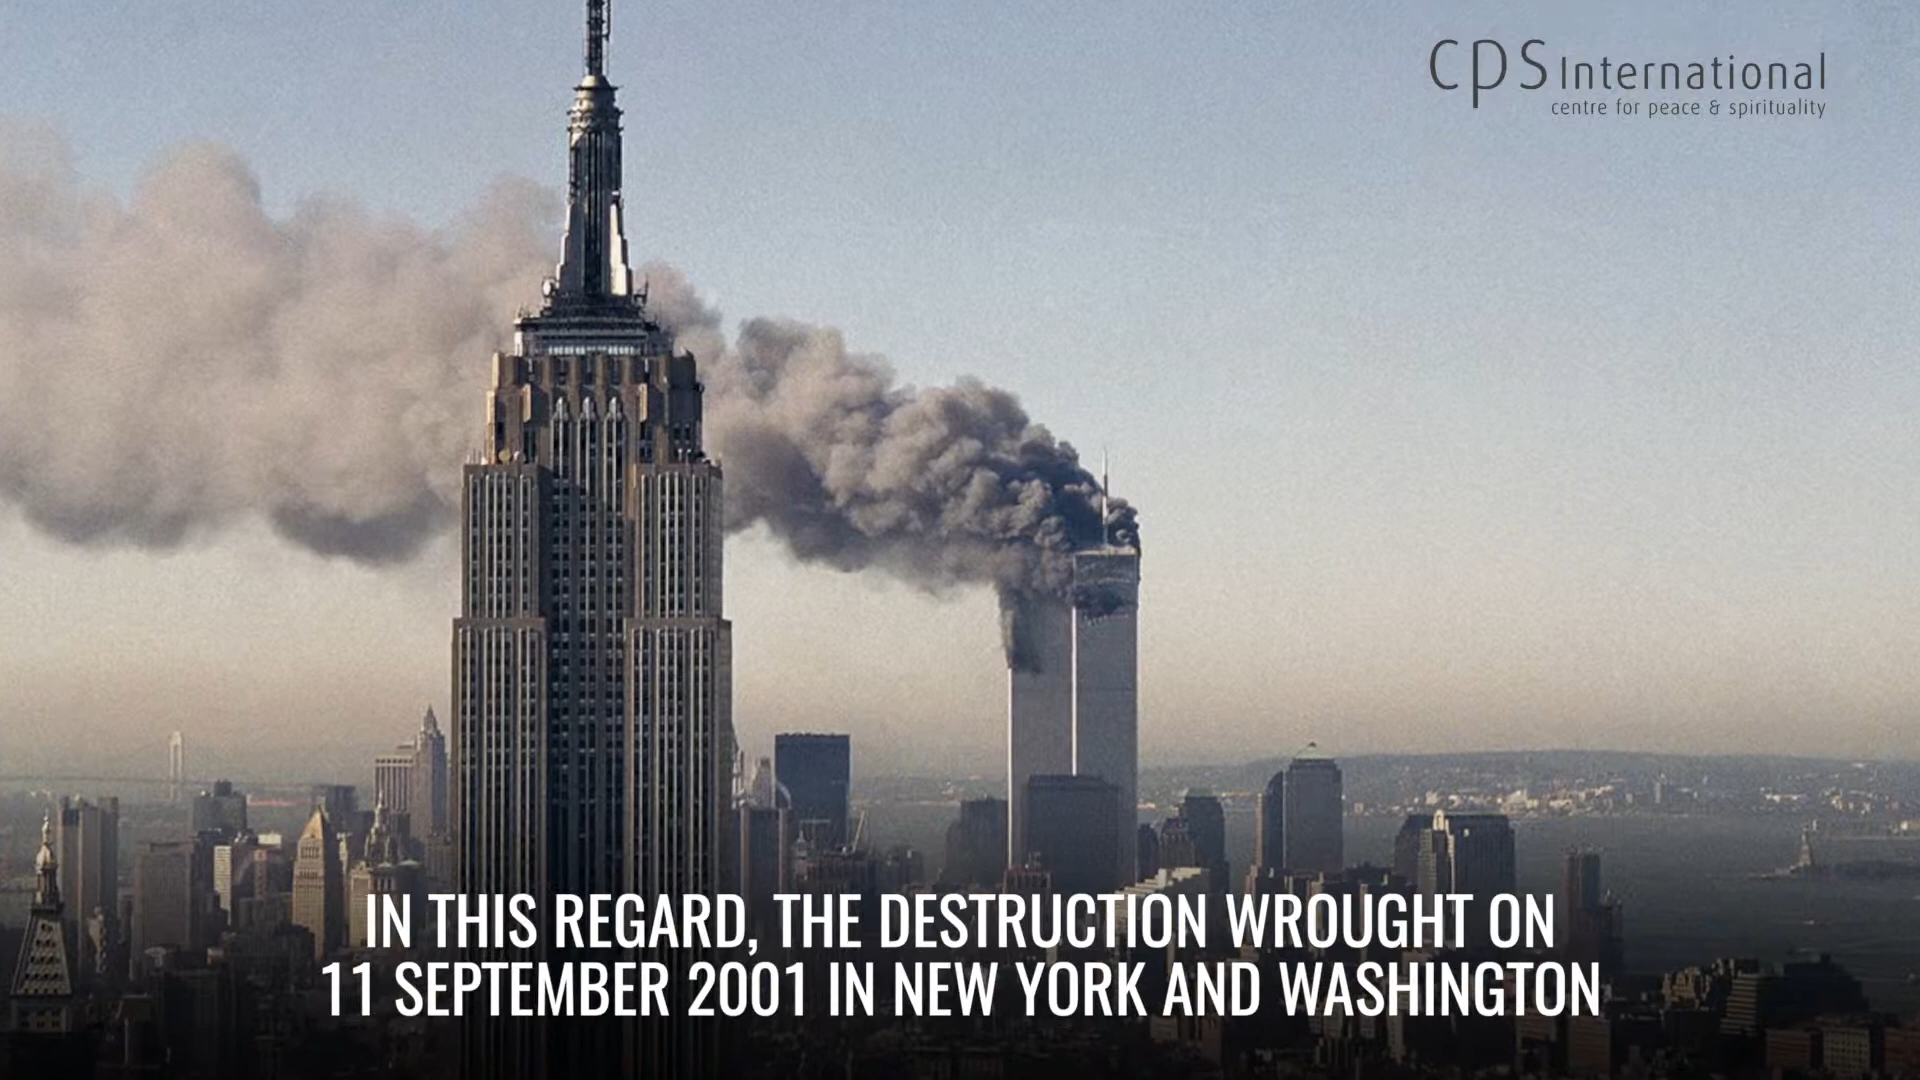 cps International
centre for peace & spirituality
IN THIS REGARD, THE DESTRUCTION WROUGHT ON
11 SEPTEMBER 2001 IN NEW YORK AND WASHINGTON